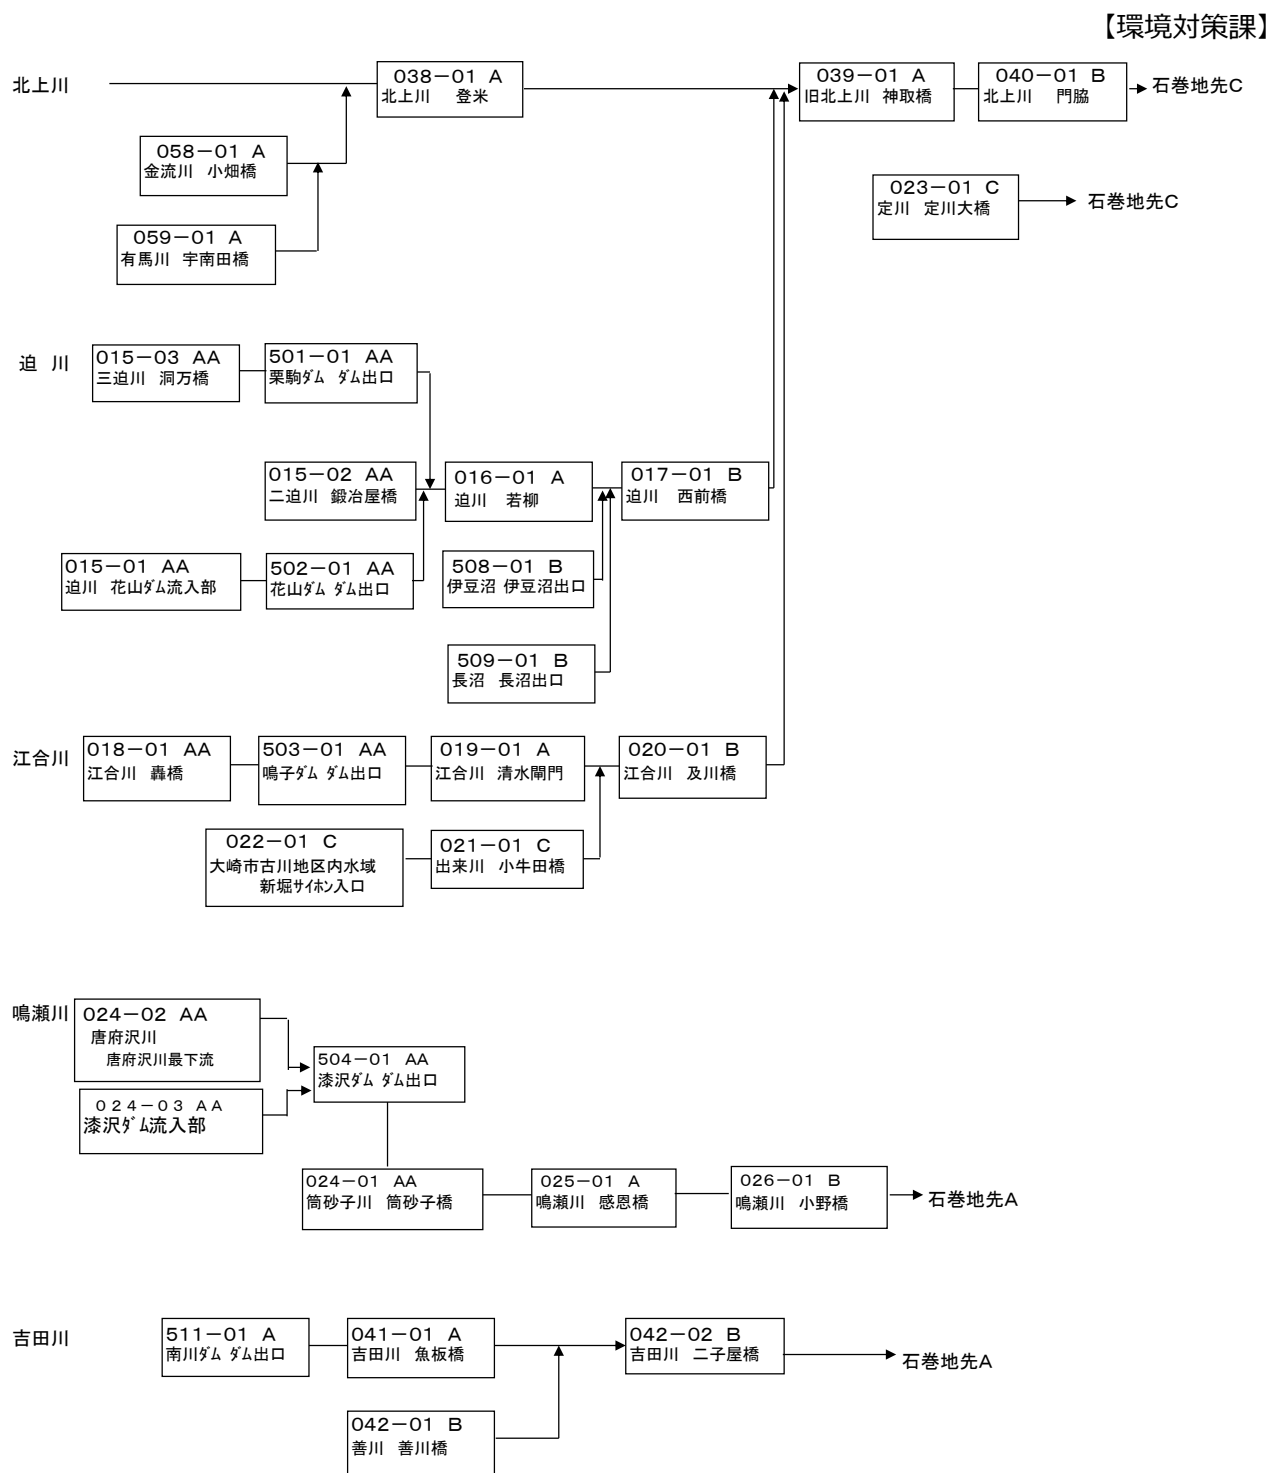 【環境対策課】
北上川
038－01 A
北上川　登米
039－01 A
旧北上川　神取橋
040－01 B
北上川　門脇
石巻地先C
058－01 A
金流川　小畑橋
023－01 C
定川　定川大橋
石巻地先C
059－01 A
有馬川　宇南田橋
迫　川
015－03 AA
三迫川　洞万橋
501－01 AA
栗駒ﾀﾞﾑ　ﾀﾞﾑ出口
015－02 AA
二迫川　鍛冶屋橋
016－01 A
迫川　若柳
017－01 B
迫川　西前橋
015－01 AA
迫川　花山ﾀﾞﾑ流入部
502－01 AA
花山ﾀﾞﾑ ﾀﾞﾑ出口
508－01 B
伊豆沼 伊豆沼出口
509－01 B
長沼　長沼出口
江合川
018－01 AA
江合川　轟橋
503－01 AA
鳴子ﾀﾞﾑ ﾀﾞﾑ出口
019－01 A
江合川　清水閘門
020－01 B
江合川　及川橋
022－01 C
大崎市古川地区内水域
新堀ｻｲﾎﾝ入口
021－01 C
出来川　小牛田橋
鳴瀬川
024－02 AA
唐府沢川
唐府沢川最下流
504－01 AA
漆沢ﾀﾞﾑ ﾀﾞﾑ出口
024－03 AA
漆沢ﾀﾞﾑ流入部
024－01 AA
筒砂子川　筒砂子橋
025－01 A
鳴瀬川　感恩橋
026－01 B
鳴瀬川　小野橋
石巻地先A
吉田川
511－01 A
南川ﾀﾞﾑ ﾀﾞﾑ出口
041－01 A
吉田川　魚板橋
042－02 B
吉田川　二子屋橋
石巻地先A
042－01 B
善川　善川橋